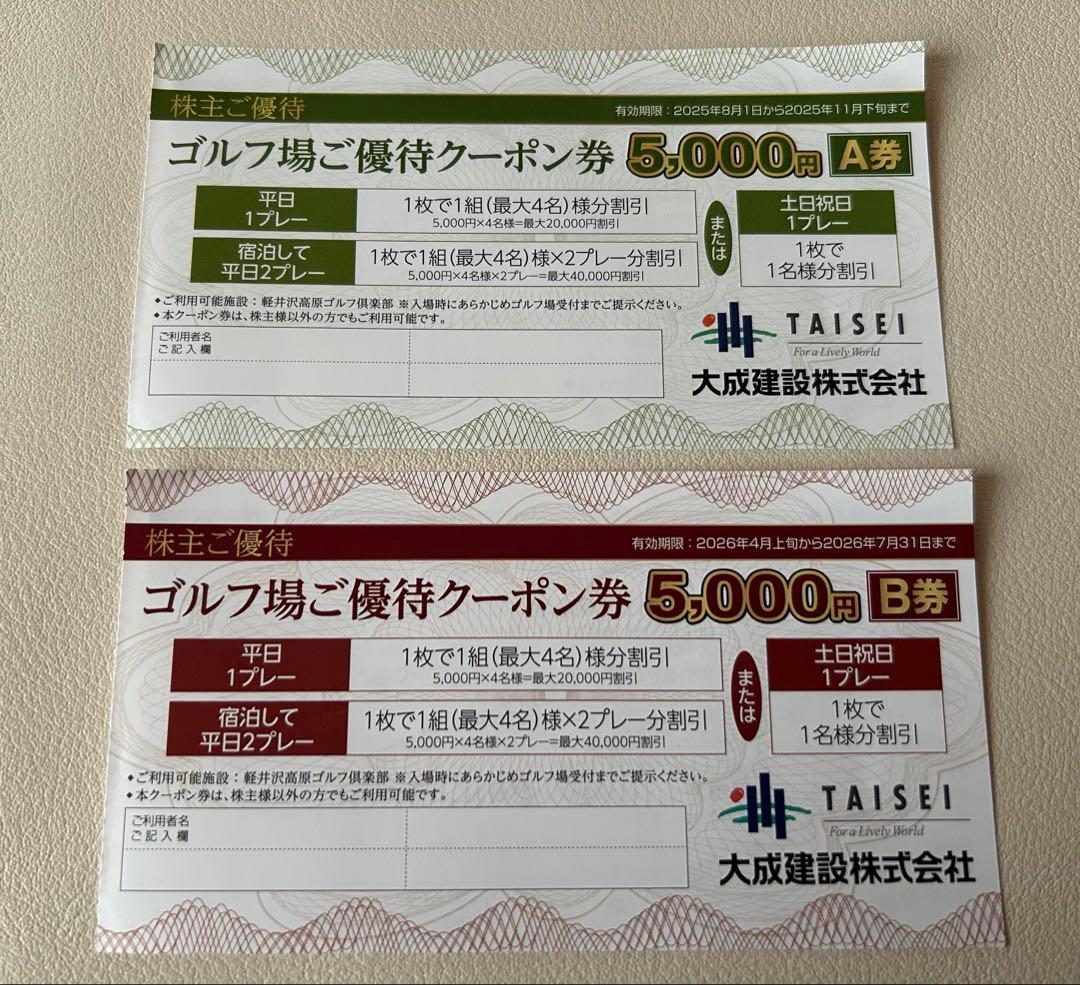 株主ご優待
有効期限：2025年8月1日から2025年11月下旬まで
ゴルフ場ご優待クーポン券 5,000円 A券
平日
1プレー
1枚で1組(最大4名)様分割引
5,000円×4名様=最大20,000円割引
宿泊して
平日2プレー
1枚で1組(最大4名)様×2プレー分割引
5,000円×4名様×2プレー=最大40,000円割引
または
土日祝日
1プレー
1枚で
1名様分割引
◆ご利用可能施設：軽井沢高原ゴルフ倶楽部 ※入場時にあらかじめゴルフ場受付までご提示ください。
◆本クーポン券は、株主様以外の方でもご利用可能です。
ご利用者名
ご記入欄
TAISEI
For a Lively World
大成建設株式会社
株主ご優待
有効期限：2026年4月上旬から2026年7月31日まで
ゴルフ場ご優待クーポン券 5,000円 B券
平日
1プレー
1枚で1組(最大4名)様分割引
5,000円×4名様=最大20,000円割引
宿泊して
平日2プレー
1枚で1組(最大4名)様×2プレー分割引
5,000円×4名様×2プレー=最大40,000円割引
または
土日祝日
1プレー
1枚で
1名様分割引
◆ご利用可能施設：軽井沢高原ゴルフ倶楽部 ※入場時にあらかじめゴルフ場受付までご提示ください。
◆本クーポン券は、株主様以外の方でもご利用可能です。
ご利用者名
ご記入欄
TAISEI
For a Lively World
大成建設株式会社